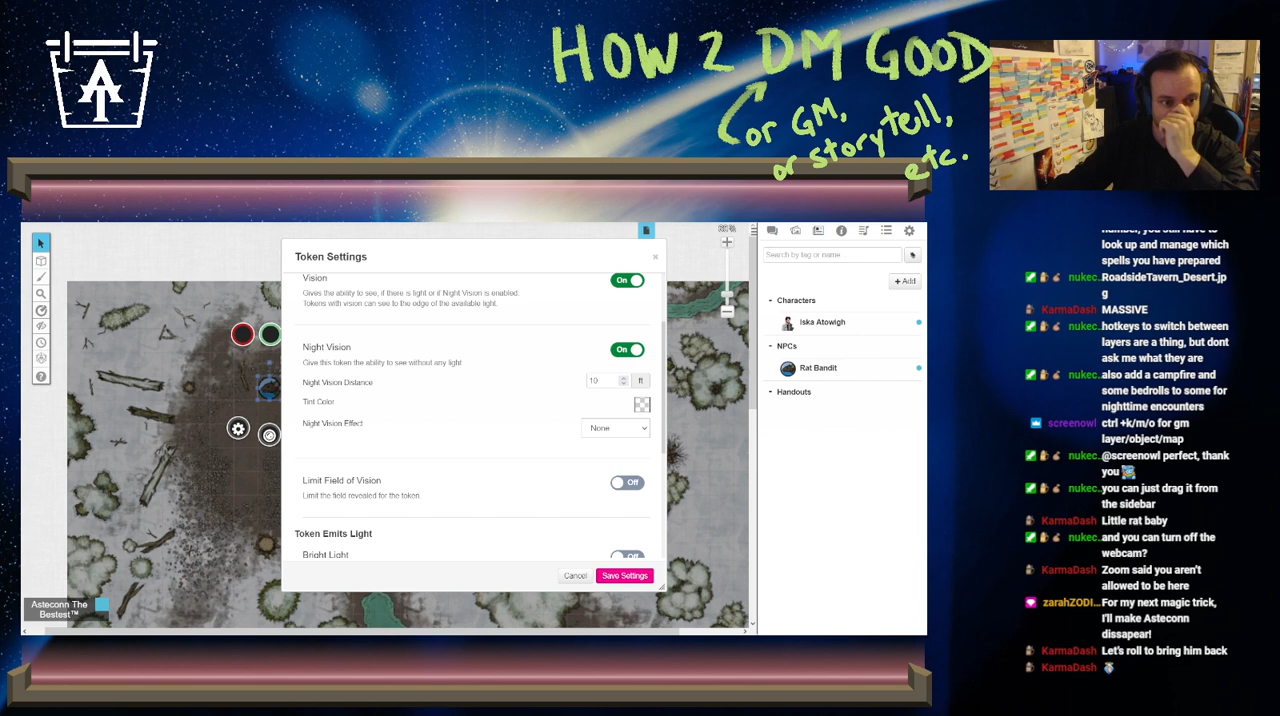 HOW 2 DM GOOD
or GM,
or storytell,
etc.
Token Settings
×
Vision
On
Gives the ability to see, if there is light or if Night Vision is enabled.
Tokens with vision can see to the edge of the available light.
Night Vision
On
Give this token the ability to see without any light.
Night Vision Distance
10
ft
Tint Color
Night Vision Effect
None
Limit Field of Vision
Off
Limit the field revealed for the token.
Token Emits Light
Bright Light
Off
Cancel
Save Settings
Asteconn The
Bestest™
Search by tag or name...
+ Add
Characters
Iska Atowigh
NPCs
Rat Bandit
Handouts
number, you still have to
look up and manage which
spells you have prepared
nukec... RoadsideTavern_Desert.jp
g
KarmaDash MASSIVE
nukec... hotkeys to switch between
layers are a thing, but dont
ask me what they are
nukec... also add a campfire and
some bedrolls to some for
nighttime encounters
screenowl ctrl +k/m/o for gm
layer/object/map
nukec... @screenowl perfect, thank
you
nukec... you can just drag it from
the sidebar
KarmaDash Little rat baby
nukec... and you can turn off the
webcam?
KarmaDash Zoom said you aren't
allowed to be here
zarahZODI... For my next magic trick,
I'll make Asteconn
dissapear!
KarmaDash Let's roll to bring him back
KarmaDash